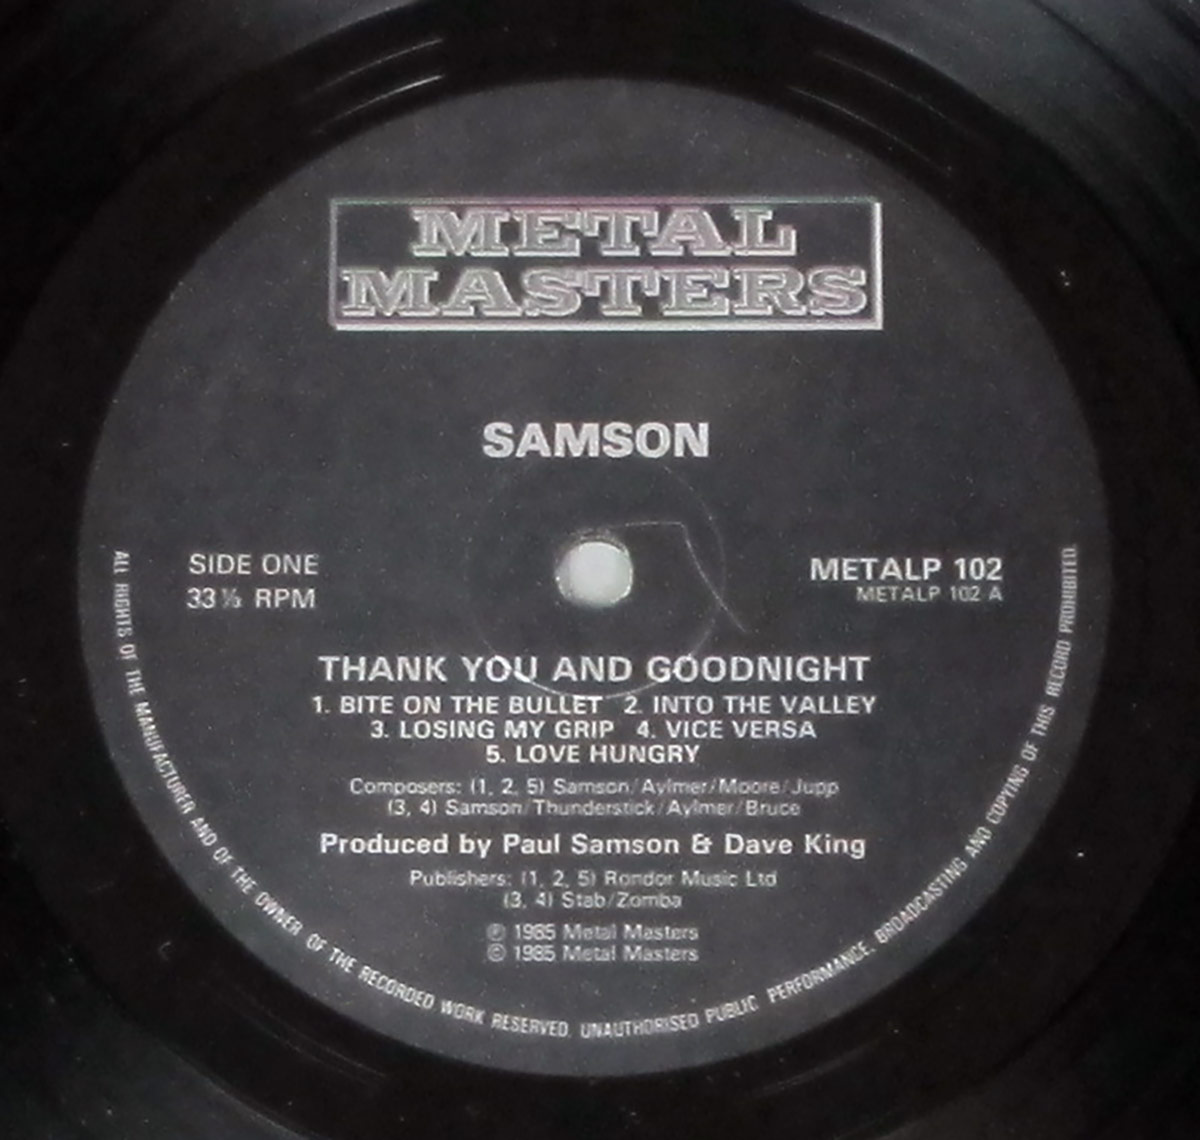 METAL
MASTERS
SAMSON
SIDE ONE
33⅓ RPM
METALP 102
METALP 102 A
THANK YOU AND GOODNIGHT
1. BITE ON THE BULLET 2. INTO THE VALLEY
3. LOSING MY GRIP 4. VICE VERSA
5. LOVE HUNGRY
Composers: (1, 2, 5) Samson/Aylmer/Moore/Jupp
(3, 4) Samson/Thunderstick/Aylmer/Bruce
Produced by Paul Samson & Dave King
Publishers: (1, 2, 5) Rondor Music Ltd
(3, 4) Stab/Zomba
℗ 1985 Metal Masters
© 1985 Metal Masters
ALL RIGHTS OF THE MANUFACTURER AND OF THE OWNER OF THE RECORDED WORK RESERVED. UNAUTHORISED PUBLIC PERFORMANCE, BROADCASTING AND COPYING OF THIS RECORD PROHIBITED.